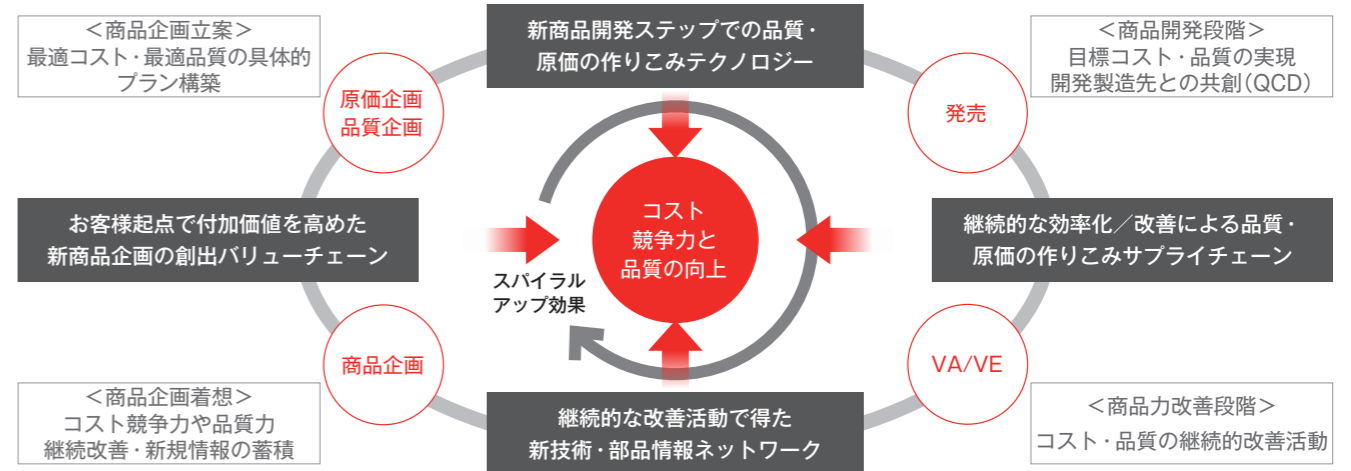 ＜商品企画立案＞
最適コスト・最適品質の具体的
プラン構築
新商品開発ステップでの品質・
原価の作りこみテクノロジー
＜商品開発段階＞
目標コスト・品質の実現
開発製造先との共創（QCD）
原価企画
品質企画
発売
お客様起点で付加価値を高めた
新商品企画の創出バリューチェーン
コスト
競争力と
品質の向上
継続的な効率化／改善による品質・
原価の作りこみサプライチェーン
スパイラル
アップ効果
商品企画
VA/VE
＜商品企画着想＞
コスト競争力や品質力
継続改善・新規情報の蓄積
継続的な改善活動で得た
新技術・部品情報ネットワーク
＜商品力改善段階＞
コスト・品質の継続的改善活動